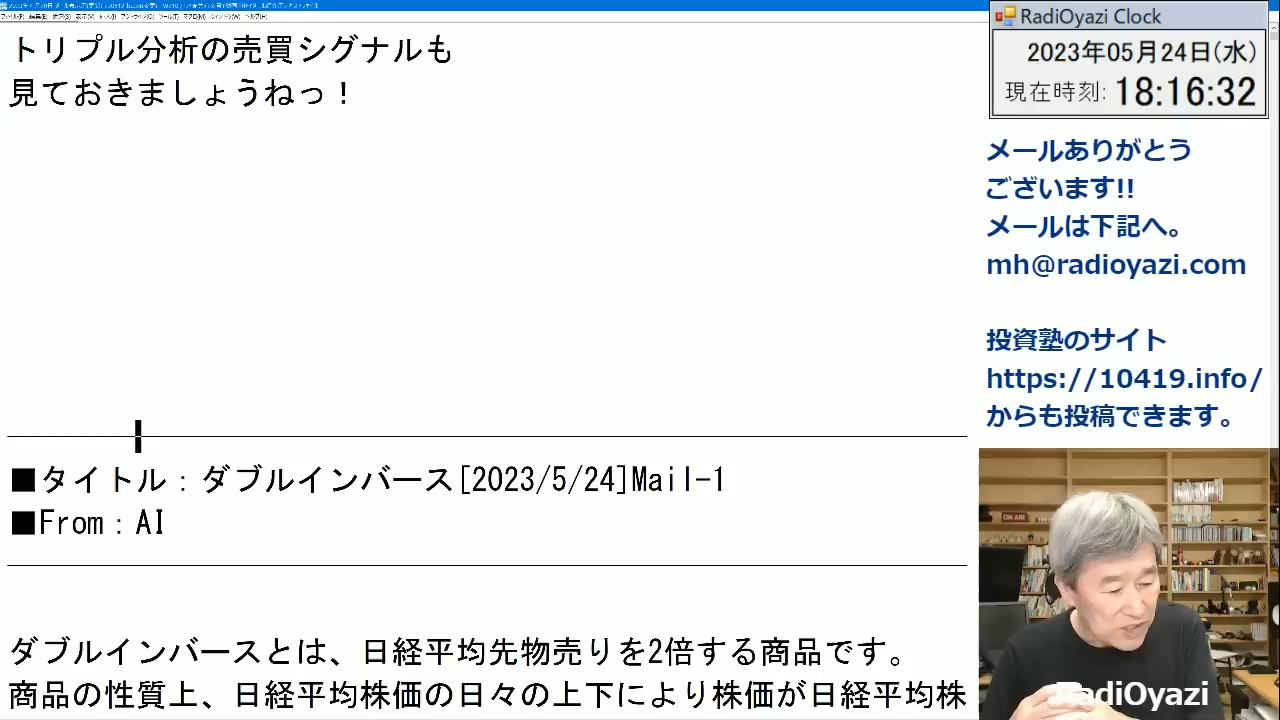 トリプル分析の売買シグナルも
見ておきましょうねっ！
■タイトル：ダブルインバース[2023/5/24]Mail-1
■From：AI
ダブルインバースとは、日経平均先物売りを2倍する商品です。
商品の性質上、日経平均株価の日々の上下により株価が日経平均株
RadiOyazi Clock
2023年05月24日(水)
現在時刻: 18:16:32
メールありがとう
ございます!!
メールは下記へ。
mh@radioyazi.com
投資塾のサイト
https://10419.info/
からも投稿できます。
ON AIR
RadiOyazi